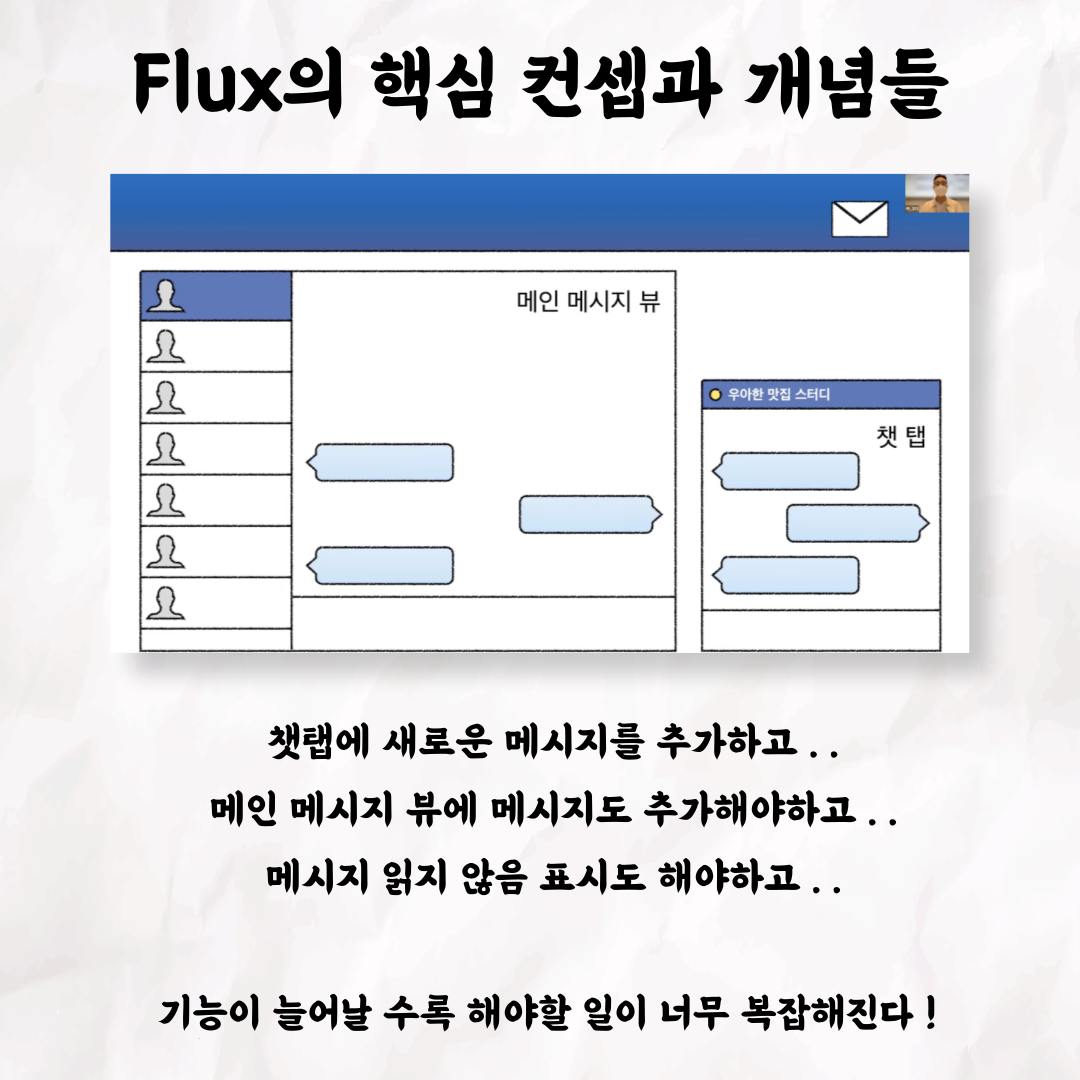 Flux의 핵심 컨셉과 개념들
메인 메시지 뷰
우아한 맛집 스터디
챗 탭
챗탭에 새로운 메시지를 추가하고 . .
메인 메시지 뷰에 메시지도 추가해야하고 . .
메시지 읽지 않음 표시도 해야하고 . .
기능이 늘어날 수록 해야할 일이 너무 복잡해진다 !